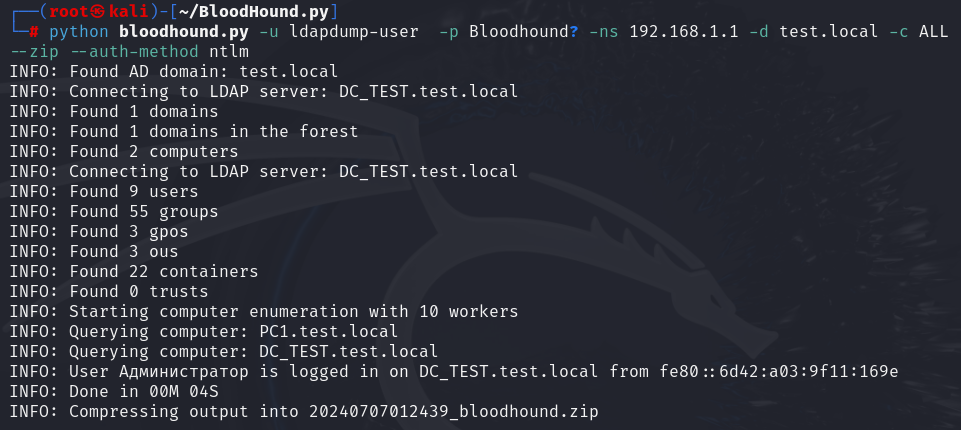 ┌──(root㉿kali)-[~/BloodHound.py]
└─# python bloodhound.py -u ldapdump-user  -p Bloodhound? -ns 192.168.1.1 -d test.local -c ALL
--zip --auth-method ntlm
INFO: Found AD domain: test.local
INFO: Connecting to LDAP server: DC_TEST.test.local
INFO: Found 1 domains
INFO: Found 1 domains in the forest
INFO: Found 2 computers
INFO: Connecting to LDAP server: DC_TEST.test.local
INFO: Found 9 users
INFO: Found 55 groups
INFO: Found 3 gpos
INFO: Found 3 ous
INFO: Found 22 containers
INFO: Found 0 trusts
INFO: Starting computer enumeration with 10 workers
INFO: Querying computer: PC1.test.local
INFO: Querying computer: DC_TEST.test.local
INFO: User Администратор is logged in on DC_TEST.test.local from fe80::6d42:a03:9f11:169e
INFO: Done in 00M 04S
INFO: Compressing output into 20240707012439_bloodhound.zip